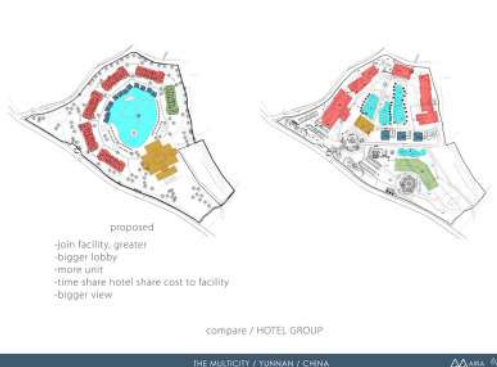 proposed
-join facility, greater
-bigger lobby
-more unit
-time share hotel share cost to facility
-bigger view
compare / HOTEL GROUP
THE MULTICITY / YUNNAN / CHINA